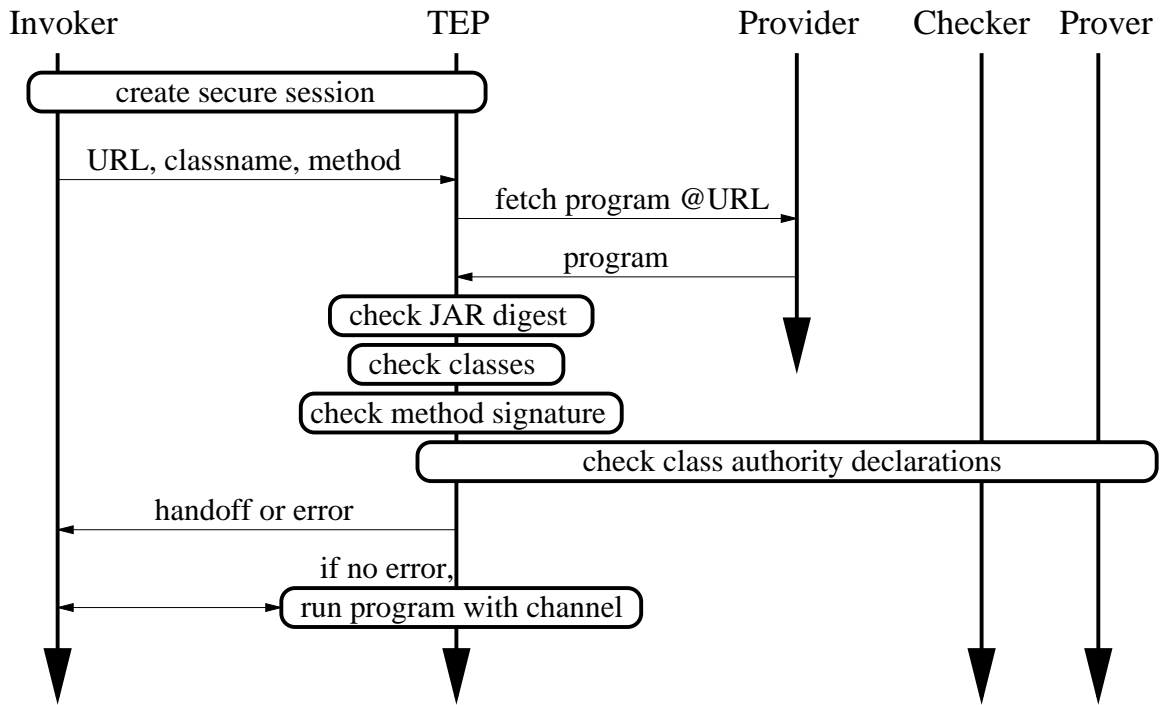 Invoker TEP Provider Checker Prover
create secure session
URL, classname, method
fetch program @URL
program
check JAR digest
check classes
check method signature
check class authority declarations
handoff or error
if no error,
run program with channel